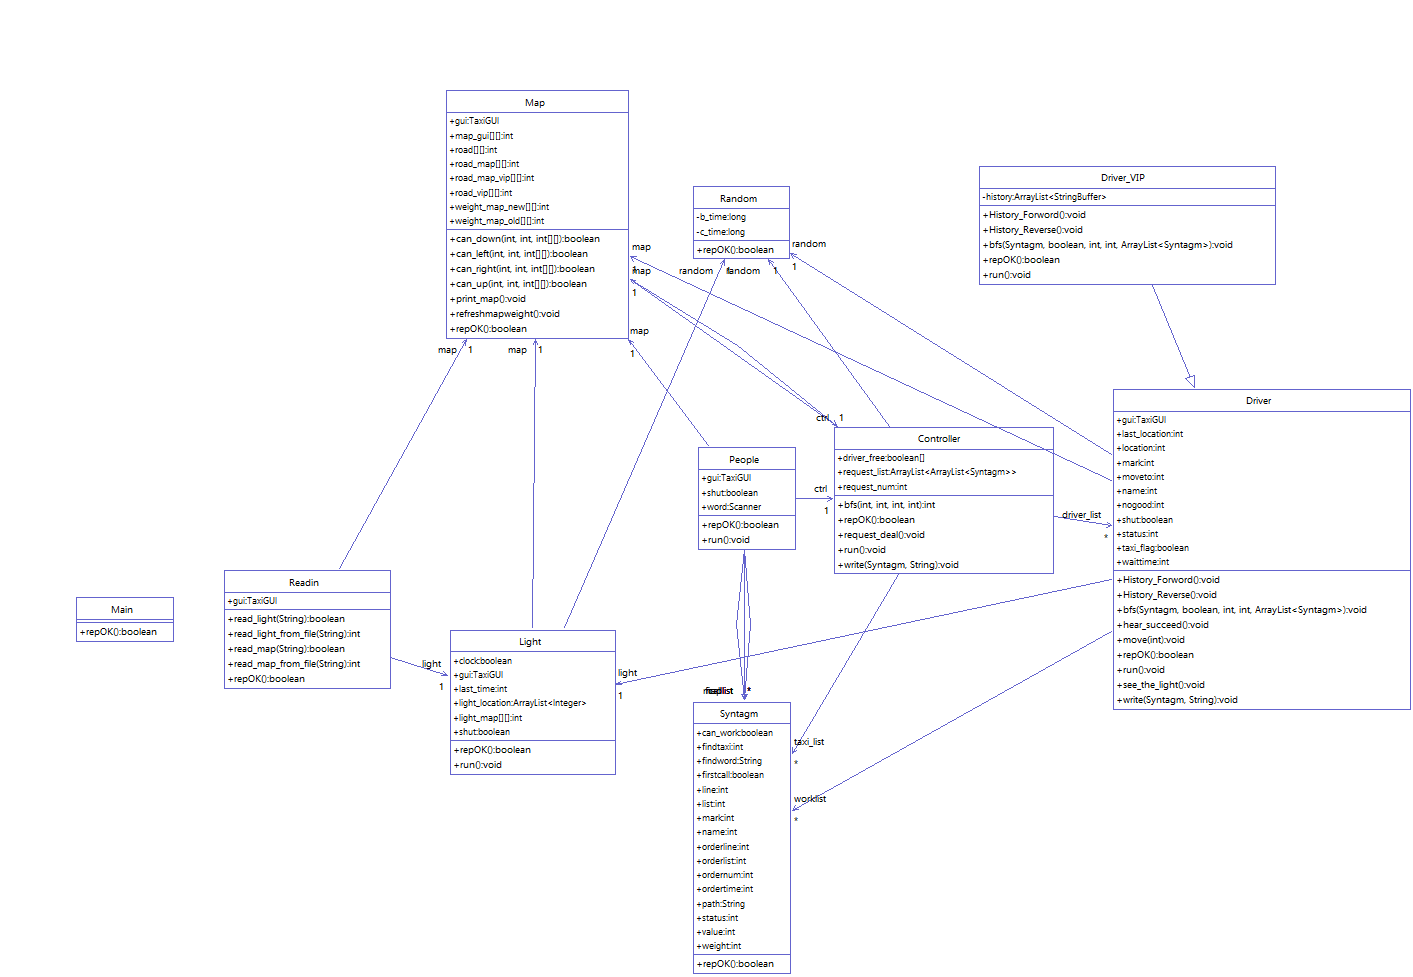 Map
+gui:TaxiGUI
+map_gui[][]:int
+road[][]:int
+road_map[][]:int
+road_map_vip[][]:int
+road_vip[][]:int
+weight_map_new[][]:int
+weight_map_old[][]:int
+can_down(int, int, int[][]):boolean
+can_left(int, int, int[][]):boolean
+can_right(int, int, int[][]):boolean
+can_up(int, int, int[][]):boolean
+print_map():void
+refreshmapweight():void
+repOK():boolean
Random
-b_time:long
-c_time:long
+repOK():boolean
Driver_VIP
-history:ArrayList<StringBuffer>
+History_Forword():void
+History_Reverse():void
+bfs(Syntagm, boolean, int, int, ArrayList<Syntagm>):void
+repOK():boolean
+run():void
map
map
1
map
1
random
random
1
random
1
map 1
map 1
ctrl 1
Driver
+gui:TaxiGUI
+last_location:int
+location:int
+mark:int
+moveto:int
+name:int
+nogood:int
+shut:boolean
+status:int
+taxi_flag:boolean
+waittime:int
+History_Forword():void
+History_Reverse():void
+bfs(Syntagm, boolean, int, int, ArrayList<Syntagm>):void
+hear_succeed():void
+move(int):void
+repOK():boolean
+run():void
+see_the_light():void
+write(Syntagm, String):void
Controller
+driver_free:boolean[]
+request_list:ArrayList<ArrayList<Syntagm>>
+request_num:int
+bfs(int, int, int, int):int
+repOK():boolean
+request_deal():void
+run():void
+write(Syntagm, String):void
driver_list
*
People
+gui:TaxiGUI
+shut:boolean
+word:Scanner
+repOK():boolean
+run():void
ctrl
1
Readin
+gui:TaxiGUI
+read_light(String):boolean
+read_light_from_file(String):int
+read_map(String):boolean
+read_map_from_file(String):int
+repOK():boolean
Main
+repOK():boolean
light
1
Light
+clock:boolean
+gui:TaxiGUI
+last_time:int
+light_location:ArrayList<Integer>
+light_map[][]:int
+shut:boolean
+repOK():boolean
+run():void
light
1
*
Syntagm
+can_work:boolean
+findtaxi:int
+findword:String
+firstcall:boolean
+line:int
+list:int
+mark:int
+name:int
+orderline:int
+orderlist:int
+ordernum:int
+ordertime:int
+path:String
+status:int
+value:int
+weight:int
+repOK():boolean
taxi_list
*
worklist
*